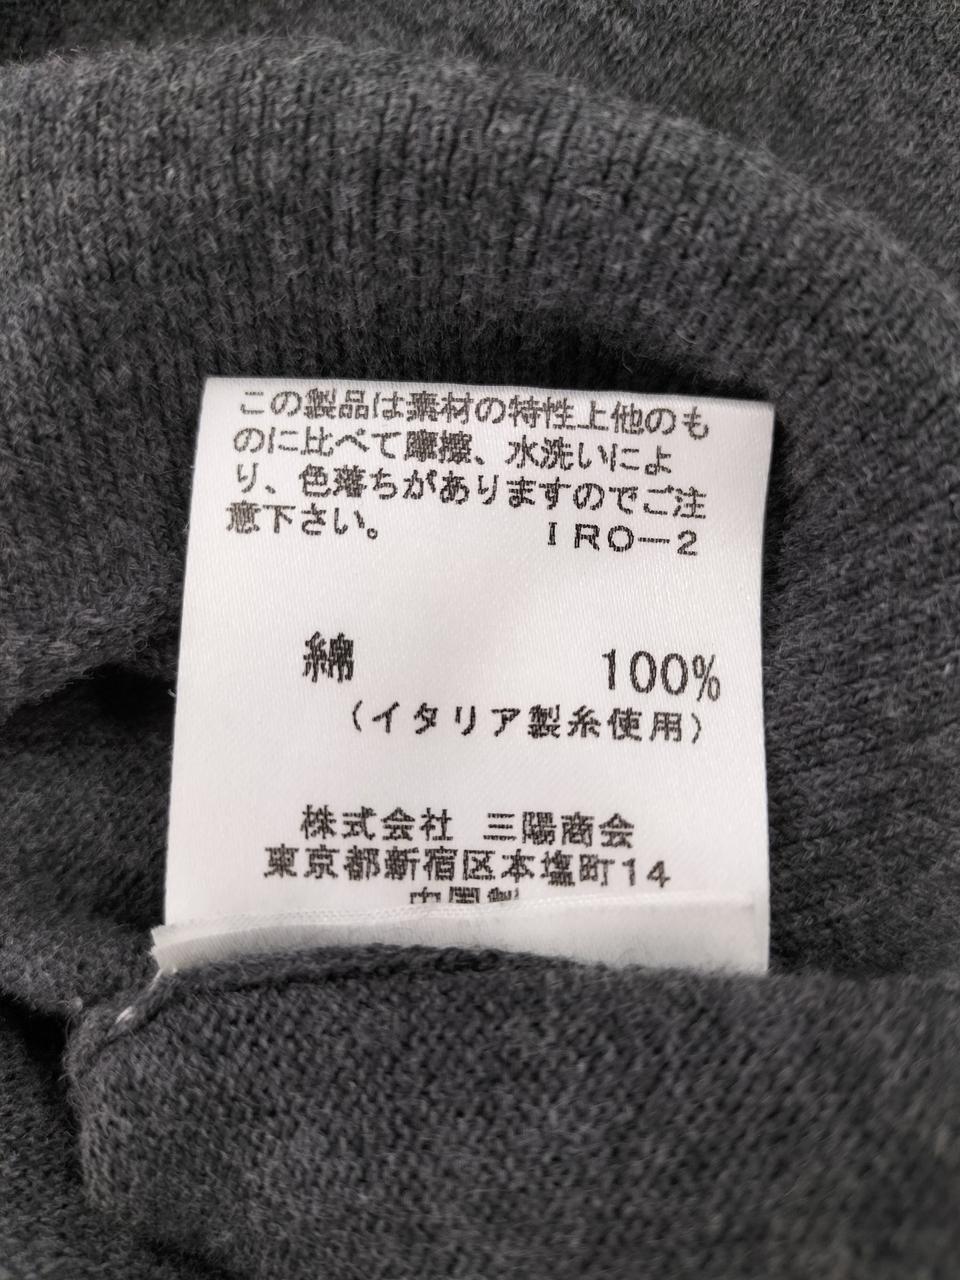 この製品は素材の特性上他のも
のに比べて摩擦、水洗いによ
り、色落ちがありますのでご注
意下さい。 IRO—2
綿 100%
（イタリア製糸使用）
株式会社 三陽商会
東京都新宿区本塩町14
中国製